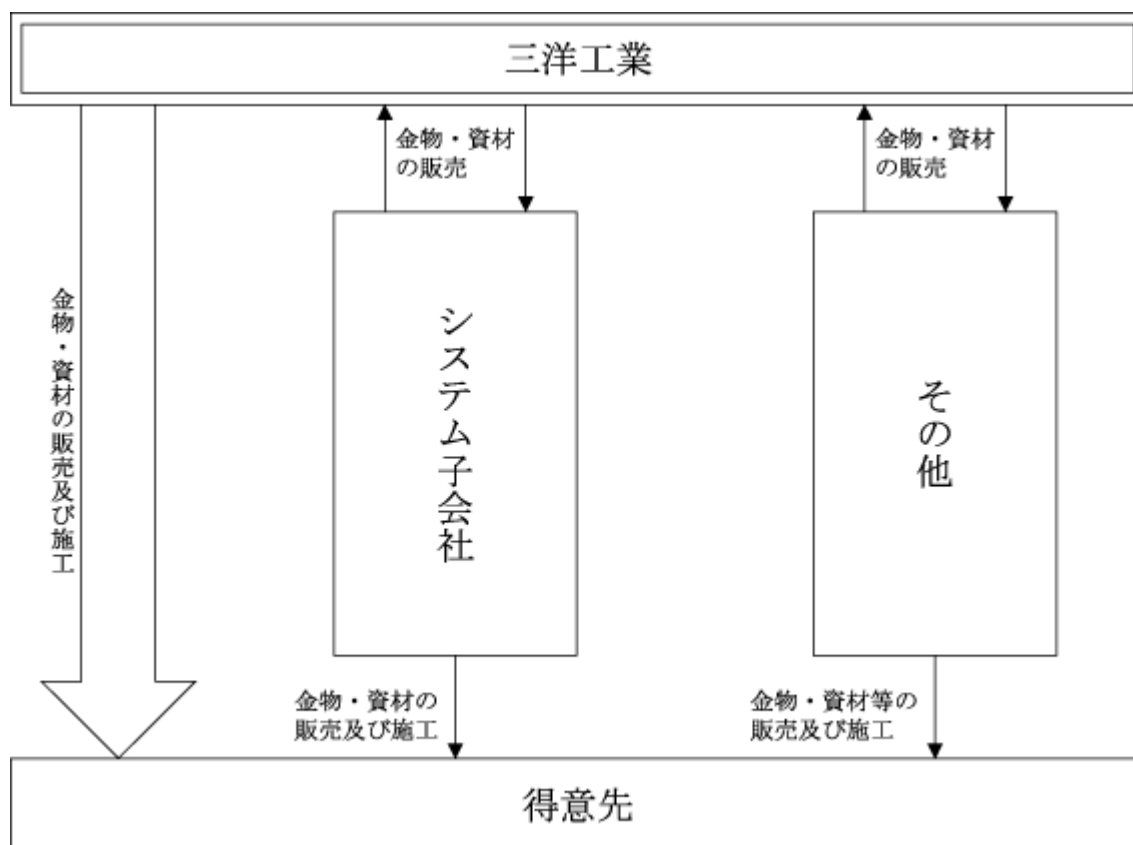 三洋工業
金物・資材
の販売
金物・資材
の販売
金物・資材の販売及び施工
システム子会社
その他
金物・資材の
販売及び施工
金物・資材等の
販売及び施工
得意先